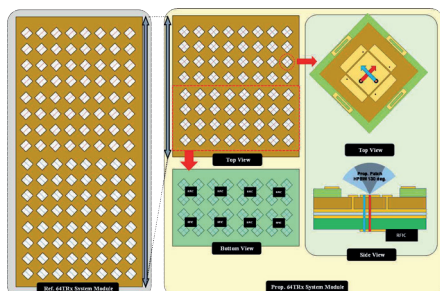 Top View
Bottom View
Top View
Prop. Patch
HPBW 130 deg.
RFIC
Side View
Ref. 64TRx System Module
Prop. 64TRx System Module